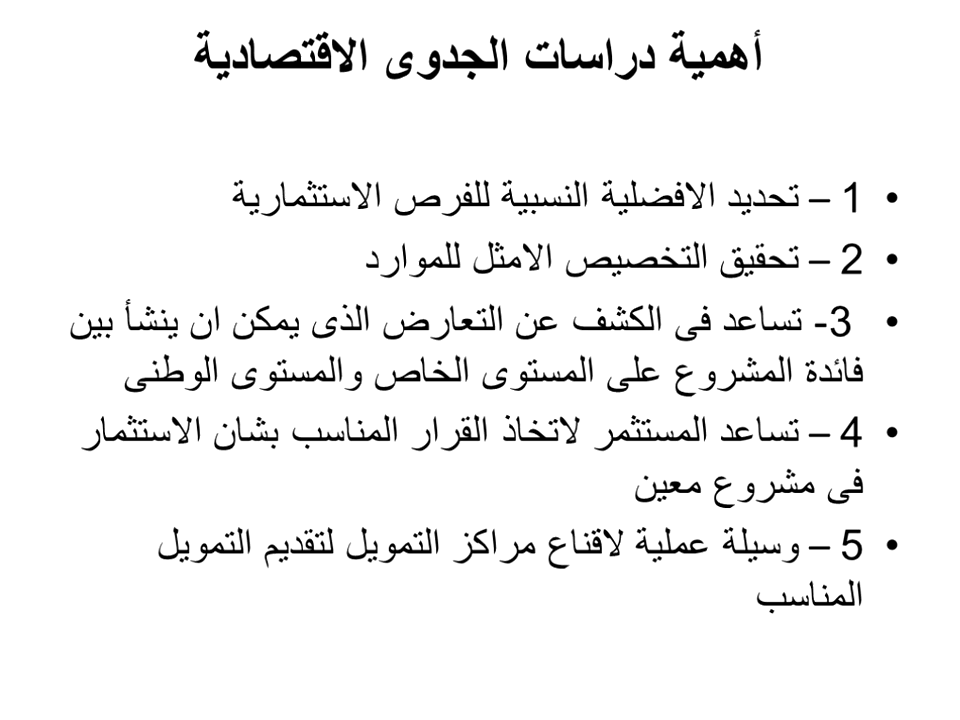 أهمية دراسات الجدوى الاقتصادية
• 1 – تحديد الافضلية النسبية للفرص الاستثمارية
• 2 – تحقيق التخصيص الامثل للموارد
• 3- تساعد فى الكشف عن التعارض الذى يمكن ان ينشأ بين
فائدة المشروع على المستوى الخاص والمستوى الوطنى
• 4 – تساعد المستثمر لاتخاذ القرار المناسب بشان الاستثمار
فى مشروع معين
• 5 – وسيلة عملية لاقناع مراكز التمويل لتقديم التمويل
المناسب